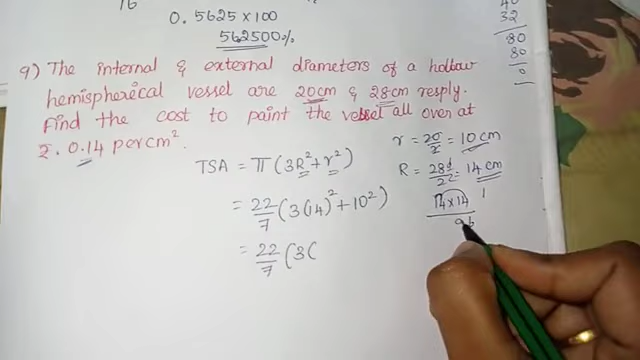 16
0.5625 x 100
562500%
40
32
80
80
0
9) The internal & external diameters of a hollow
hemispherical vessel are 20cm & 28cm resply.
Find the cost to paint the vessel all over at
₹. 0.14 per cm².
r = 20/2 = 10 cm
TSA = π (3R² + r²)
R = 28/2 = 14 cm
= 22/7 (3(14)² + 10²)
14 x 14
= 22/7 (3(